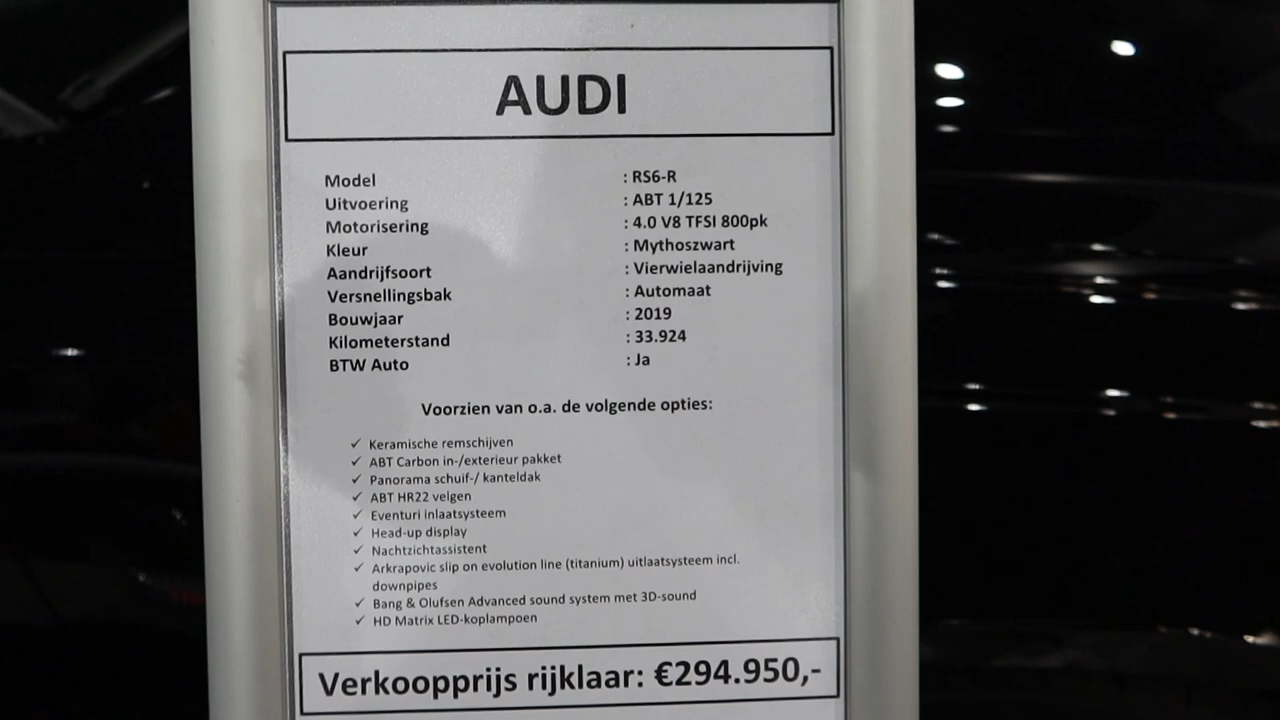 AUDI
Model : RS6-R
Uitvoering : ABT 1/125
Motorisering : 4.0 V8 TFSI 800pk
Kleur : Mythoszwart
Aandrijfsoort : Vierwielaandrijving
Versnellingsbak : Automaat
Bouwjaar : 2019
Kilometerstand : 33.924
BTW Auto : Ja
Voorzien van o.a. de volgende opties:
✓ Keramische remschijven
✓ ABT Carbon in-/exterieur pakket
✓ Panorama schuif-/ kanteldak
✓ ABT HR22 velgen
✓ Eventuri inlaatsysteem
✓ Head-up display
✓ Nachtzichtassistent
✓ Arkrapovic slip on evolution line (titanium) uitlaatsysteem incl.
downpipes
✓ Bang & Olufsen Advanced sound system met 3D-sound
✓ HD Matrix LED-koplampoen
Verkoopprijs rijklaar: €294.950,-